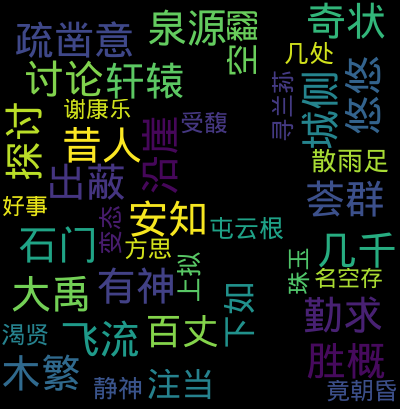 奇状
泉源
空翻
疏凿意
几处
讨论
轩辕
寻兰荪
城侧
悠悠
谢康乐
受馥
探讨
昔人
沿崖
散雨足
出蔽
荟群
好事
变态
安知
屯云根
石门
方思
几千
上拟
珠玉
大禹
有神
名空存
下如
勤求
渴贤
飞流
百丈
胜概
木繁
静神
注当
竟朝昏